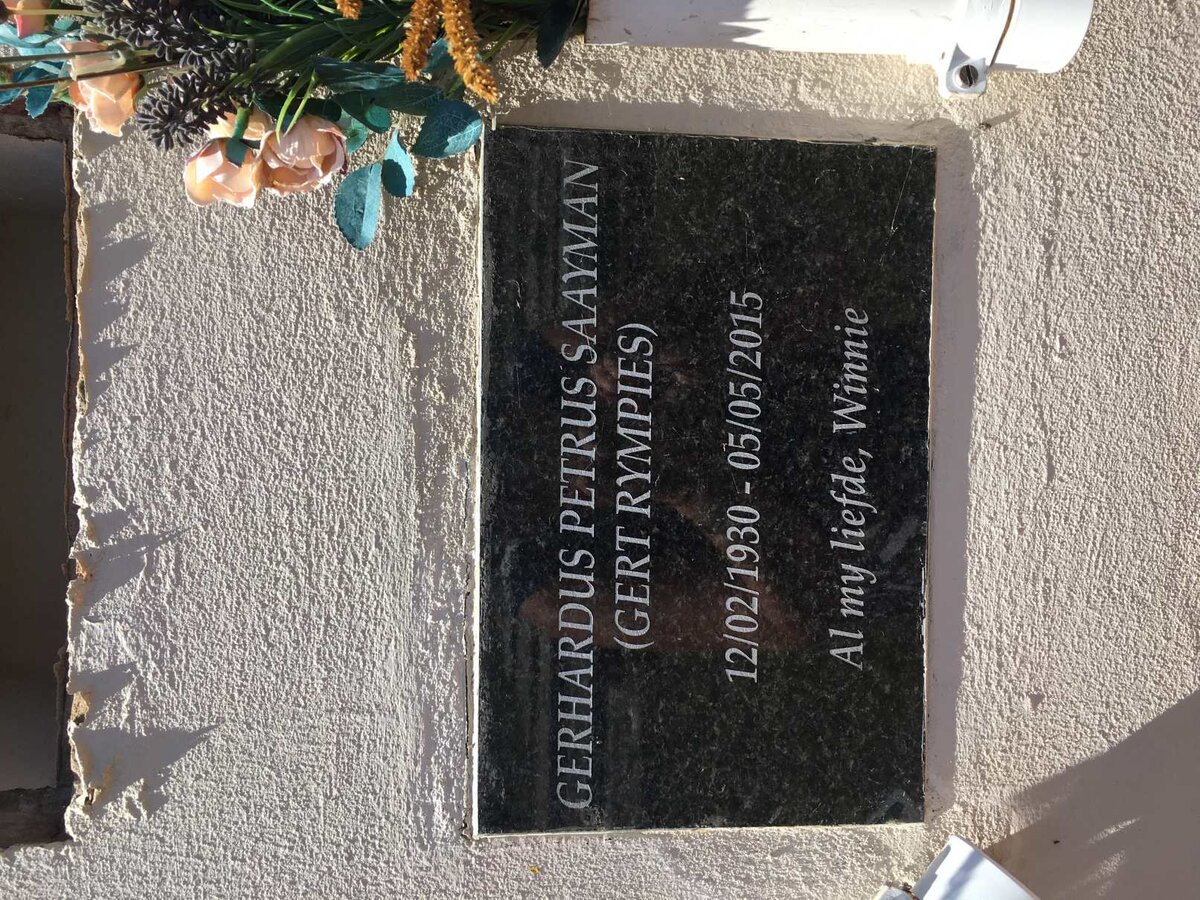 GERHARDUS PETRUS SAAYMAN
(GERT RYMPIES)
12/02/1930 - 05/05/2015
Al my liefde, Winnie